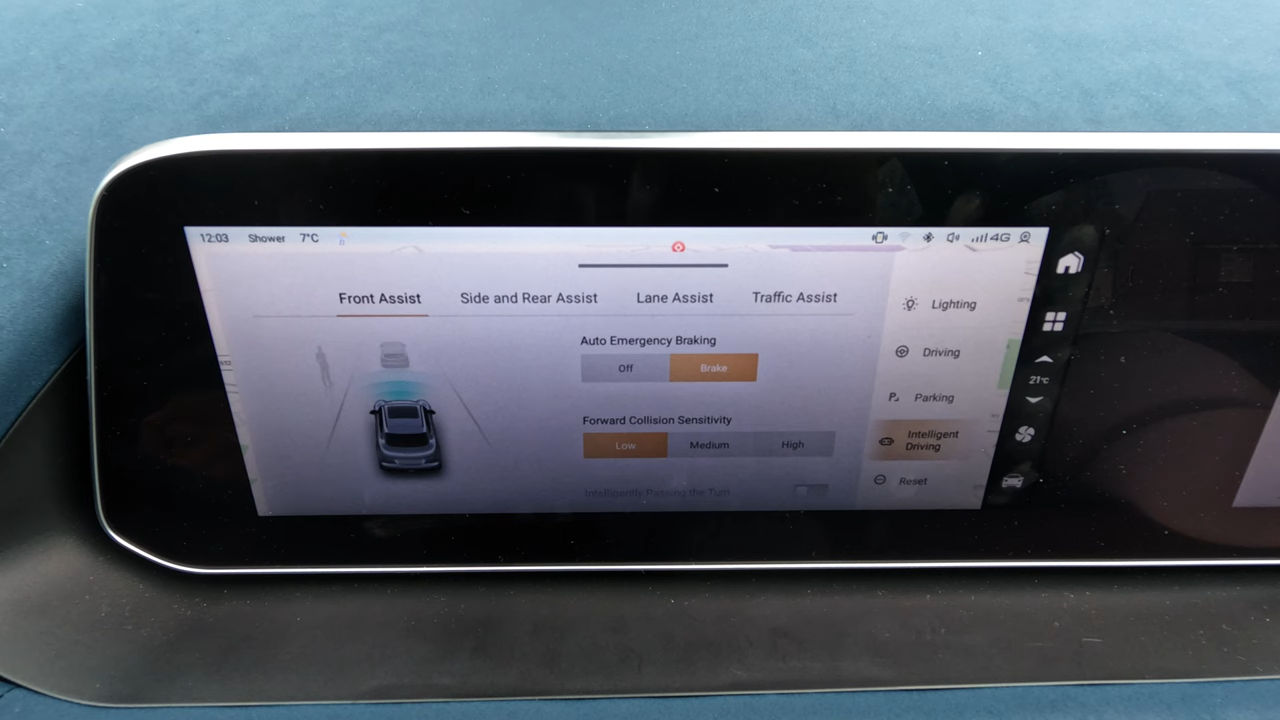 12:03 Shower 7°C 4G
Front Assist Side and Rear Assist Lane Assist Traffic Assist
Auto Emergency Braking
Off Brake
Forward Collision Sensitivity
Low Medium High
Intelligently Passing the Turn
Lighting
Driving
Parking
Intelligent
Driving
Reset
21°C